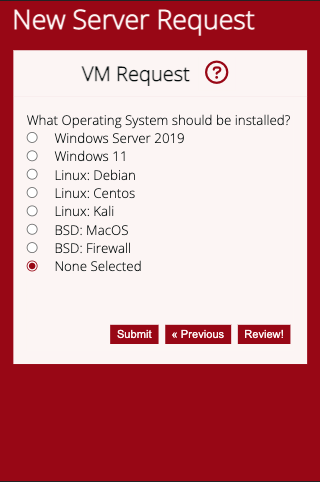 New Server Request
VM Request ?
What Operating System should be installed?
Windows Server 2019
Windows 11
Linux: Debian
Linux: Centos
Linux: Kali
BSD: MacOS
BSD: Firewall
None Selected
Submit « Previous Review!